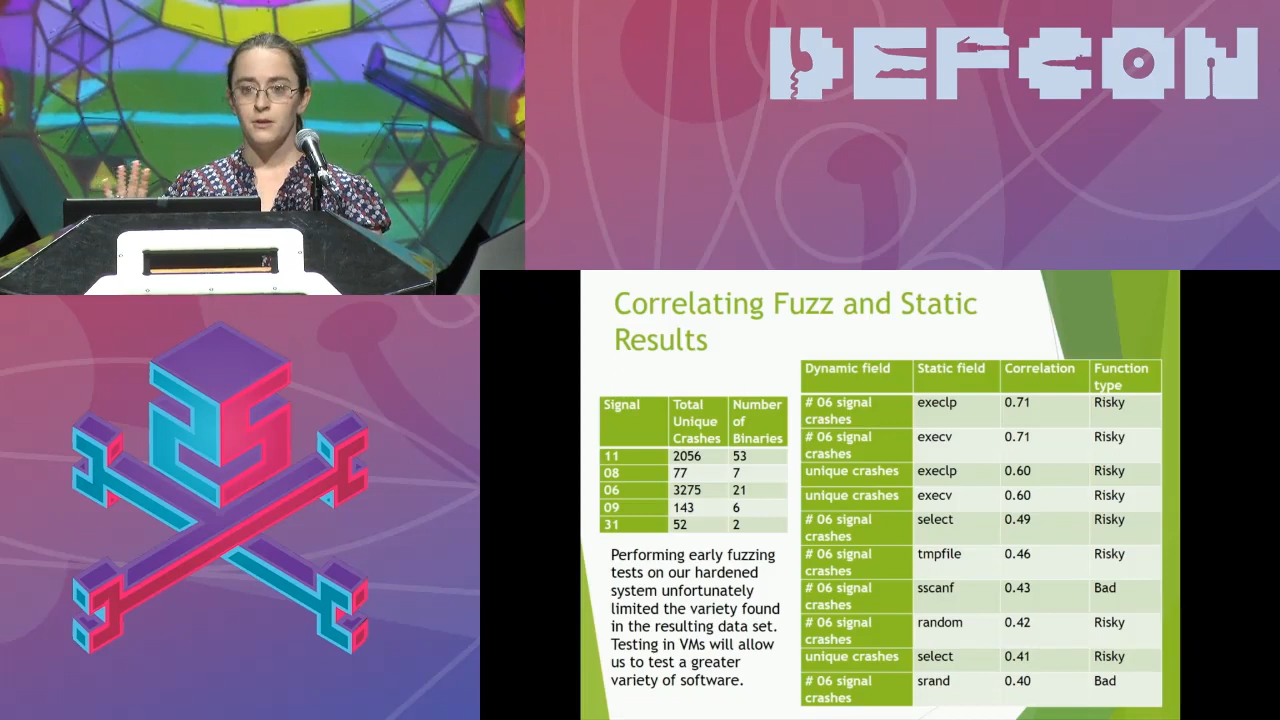 DEFCON
Correlating Fuzz and Static
Results
Signal Total Unique Crashes Number of Binaries
11 2056 53
08 77 7
06 3275 21
09 143 6
31 52 2
Performing early fuzzing
tests on our hardened
system unfortunately
limited the variety found
in the resulting data set.
Testing in VMs will allow
us to test a greater
variety of software.
Dynamic field Static field Correlation Function type
# 06 signal crashes execlp 0.71 Risky
# 06 signal crashes execv 0.71 Risky
unique crashes execlp 0.60 Risky
unique crashes execv 0.60 Risky
# 06 signal crashes select 0.49 Risky
# 06 signal crashes tmpfile 0.46 Risky
# 06 signal crashes sscanf 0.43 Bad
# 06 signal crashes random 0.42 Risky
unique crashes select 0.41 Risky
# 06 signal crashes srand 0.40 Bad